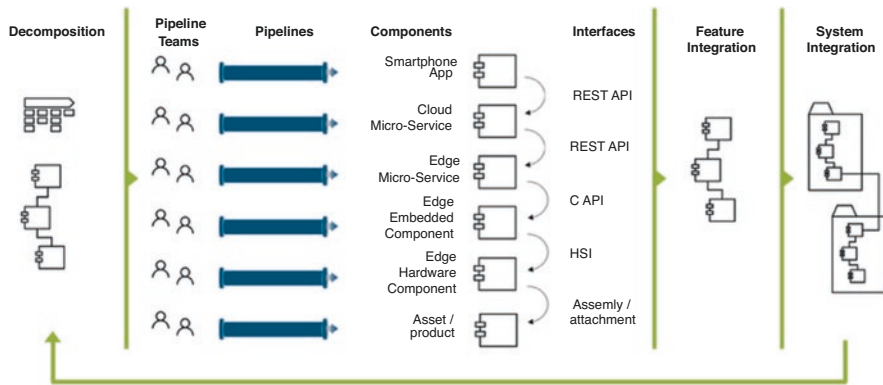 Decomposition
Pipeline
Teams
Pipelines
Components
Interfaces
Feature
Integration
System
Integration
Smartphone
App
REST API
Cloud
Micro-Service
REST API
Edge
Micro-Service
C API
Edge
Embedded
Component
HSI
Edge
Hardware
Component
Assemly /
attachment
Asset /
product